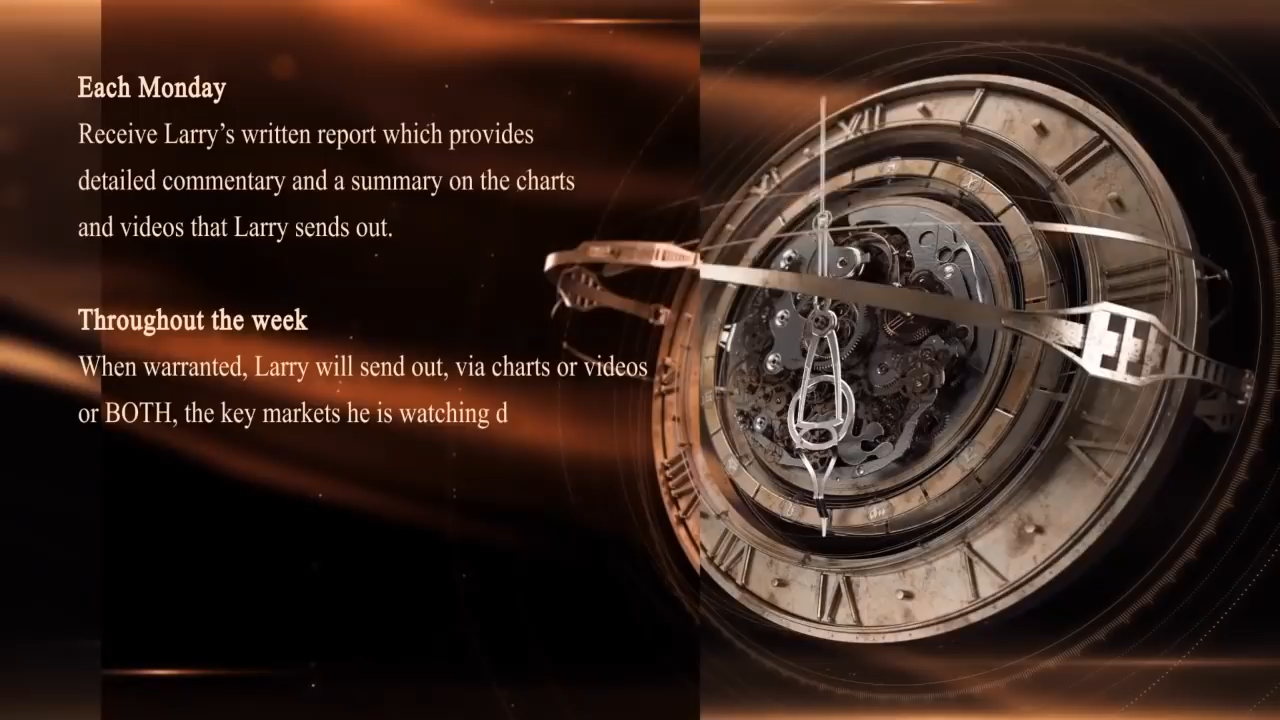 Each Monday
Receive Larry’s written report which provides
detailed commentary and a summary on the charts
and videos that Larry sends out.
Throughout the week
When warranted, Larry will send out, via charts or videos
or BOTH, the key markets he is watching d